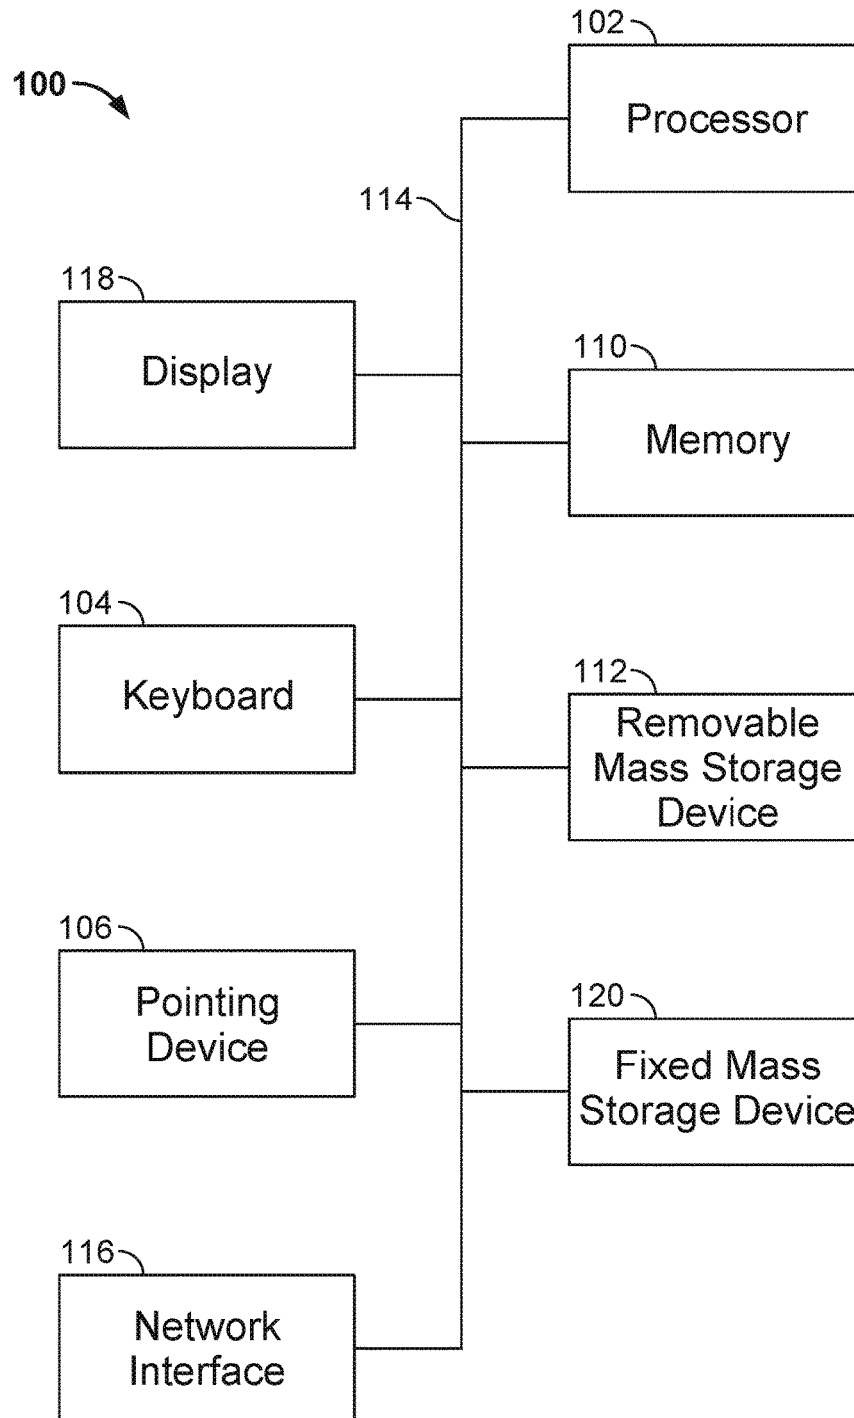 102
100
Processor
114
118
Display
110
Memory
104
Keyboard
112
Removable
Mass Storage
Device
106
Pointing
Device
120
Fixed Mass
Storage Device
116
Network
Interface